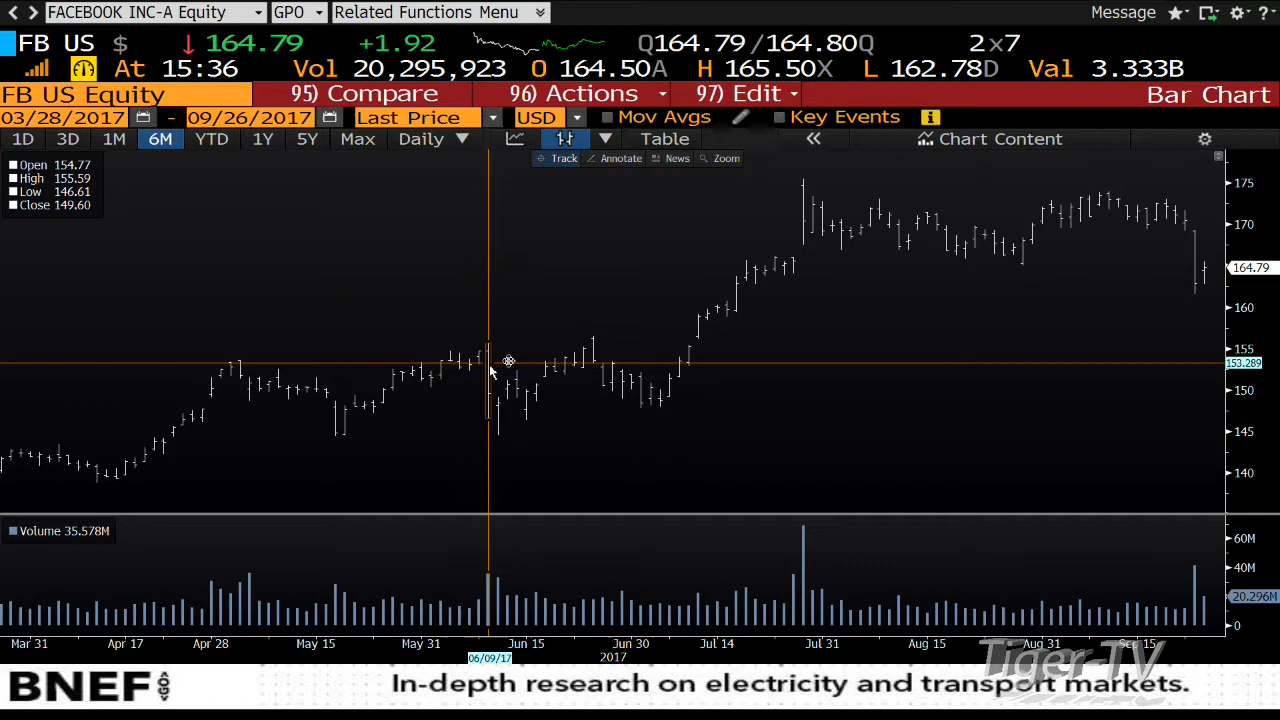 FACEBOOK INC-A Equity GPO Related Functions Menu Message ?
FB US $ ↓ 164.79 +1.92 Q164.79/164.80Q 2x7
At 15:36 Vol 20,295,923 O 164.50A H 165.50X L 162.78D Val 3.333B
FB US Equity 95) Compare 96) Actions 97) Edit Bar Chart
03/28/2017 - 09/26/2017 Last Price USD Mov Avgs Key Events i
1D 3D 1M 6M YTD 1Y 5Y Max Daily Table « Chart Content
Track Annotate News Zoom
Open 154.77
High 155.59
Low 146.61
Close 149.60
175
170
164.79
160
155
153.289
150
145
140
Volume 35.578M
60M
40M
20.296M
0
Mar 31 Apr 17 Apr 28 May 15 May 31 Jun 15 Jun 30 Jul 14 Jul 31 Aug 15 Aug 31 Sep 15
06/09/17 2017
Tiger-TV
BNEF In-depth research on electricity and transport markets.